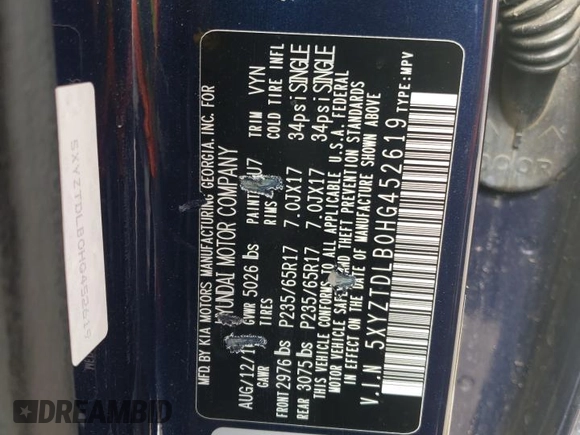 MFD. BY KIA MOTORS MANUFACTURING GEORGIA, INC. FOR
HYUNDAI MOTOR COMPANY
AUG/12/1 GVWR 5026 lbs PAINT U7 TRIM VYN
GAWR TIRES RIMS COLD TIRE INFL
FRONT 2976 lbs P235/65R17 7.0JX17 34psi SINGLE
REAR 3075 lbs P235/65R17 7.0JX17 34psi SINGLE
THIS VEHICLE CONFORMS TO ALL APPLICABLE U.S.A. FEDERAL
MOTOR VEHICLE SAFETY AND THEFT PREVENTION STANDARDS
IN EFFECT ON THE DATE OF MANUFACTURE SHOWN ABOVE
V.I.N 5XYZTDLB0HG452619 TYPE:MPV
5XYZTDLB0HG452619
DOOR
DREAMBID